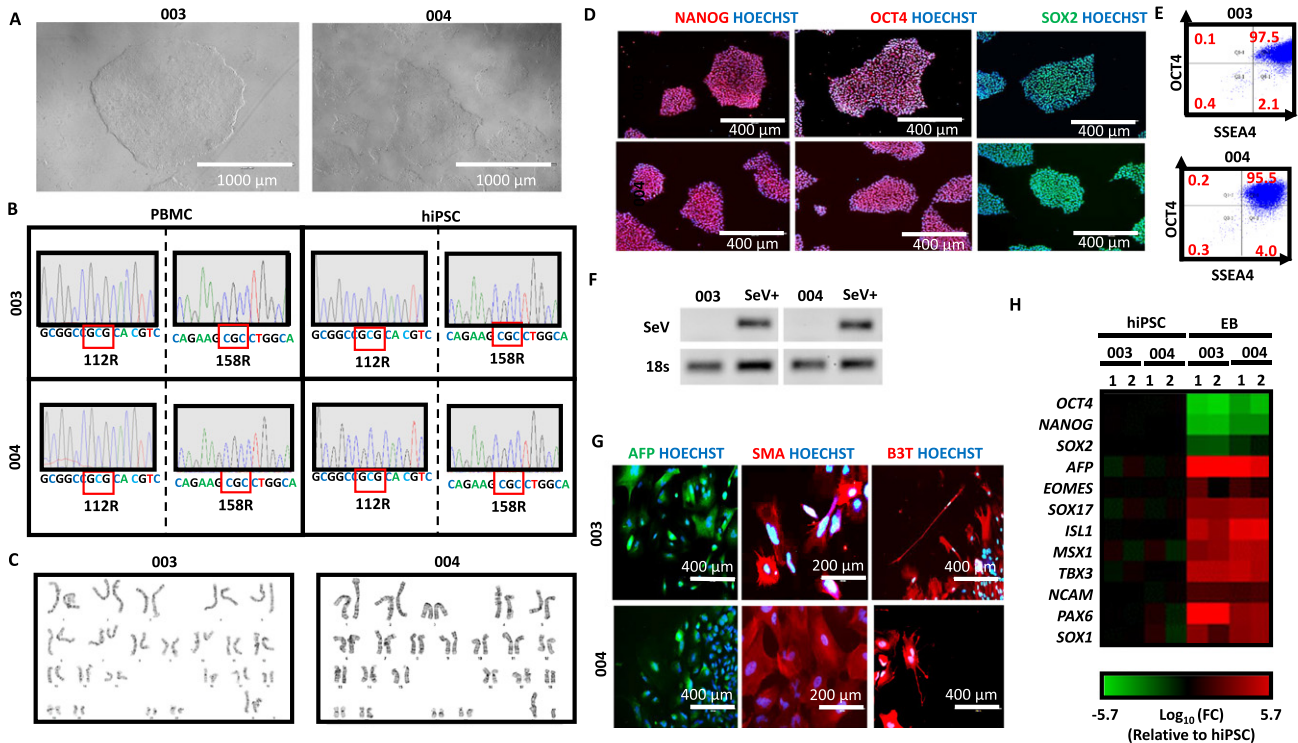 A
003
004
1000 µm
1000 µm
B
PBMC
hiPSC
003
GCGGCCGCGCACGTC
112R
CAGAAGCGCCTGGCA
158R
GCGGCCGCGCACGTC
112R
CAGAAGCGCCTGGCA
158R
004
GCGGCCGCGCACGTC
112R
CAGAAGCGCCTGGCA
158R
GCGGCCGCGCACGTC
112R
CAGAAGCGCCTGGCA
158R
C
003
004
D
NANOG HOECHST
OCT4 HOECHST
SOX2 HOECHST
400 µm
400 µm
400 µm
004
400 µm
400 µm
400 µm
E
003
OCT4
0.1
97.5
0.4
2.1
SSEA4
004
OCT4
0.2
95.5
0.3
4.0
SSEA4
F
003
SeV+
004
SeV+
SeV
18s
G
AFP HOECHST
SMA HOECHST
B3T HOECHST
003
400 µm
200 µm
400 µm
004
400 µm
200 µm
400 µm
H
hiPSC
EB
003
004
003
004
1 2 1 2 1 2 1 2
OCT4
NANOG
SOX2
AFP
EOMES
SOX17
ISL1
MSX1
TBX3
NCAM
PAX6
SOX1
-5.7
Log10 (FC)
5.7
(Relative to hiPSC)